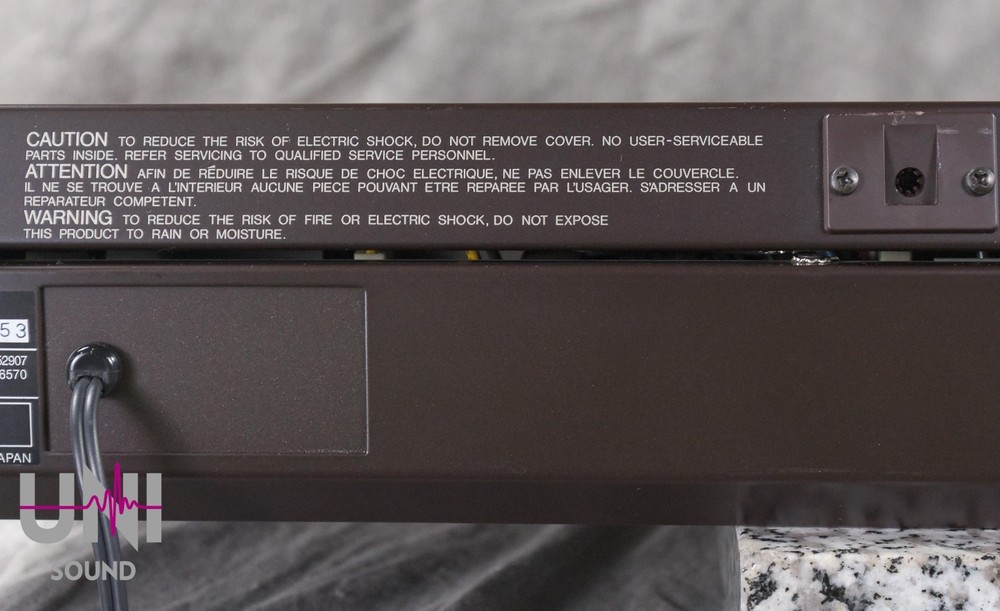 CAUTION TO REDUCE THE RISK OF ELECTRIC SHOCK, DO NOT REMOVE COVER. NO USER-SERVICEABLE
PARTS INSIDE. REFER SERVICING TO QUALIFIED SERVICE PERSONNEL.
ATTENTION AFIN DE RÉDUIRE LE RISQUE DE CHOC ELECTRIQUE, NE PAS ENLEVER LE COUVERCLE.
IL NE SE TROUVE A L'INTERIEUR AUCUNE PIECE POUVANT ETRE REPAREE PAR L'USAGER. S'ADRESSER A UN
REPARATEUR COMPETENT.
WARNING TO REDUCE THE RISK OF FIRE OR ELECTRIC SHOCK, DO NOT EXPOSE
THIS PRODUCT TO RAIN OR MOISTURE.
53
52907
6570
JAPAN
UNI
SOUND